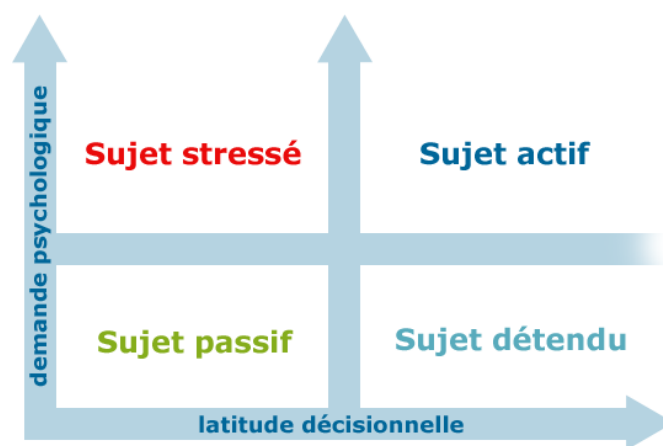 demande psychologique
Sujet stressé
Sujet actif
Sujet passif
Sujet détendu
latitude décisionnelle